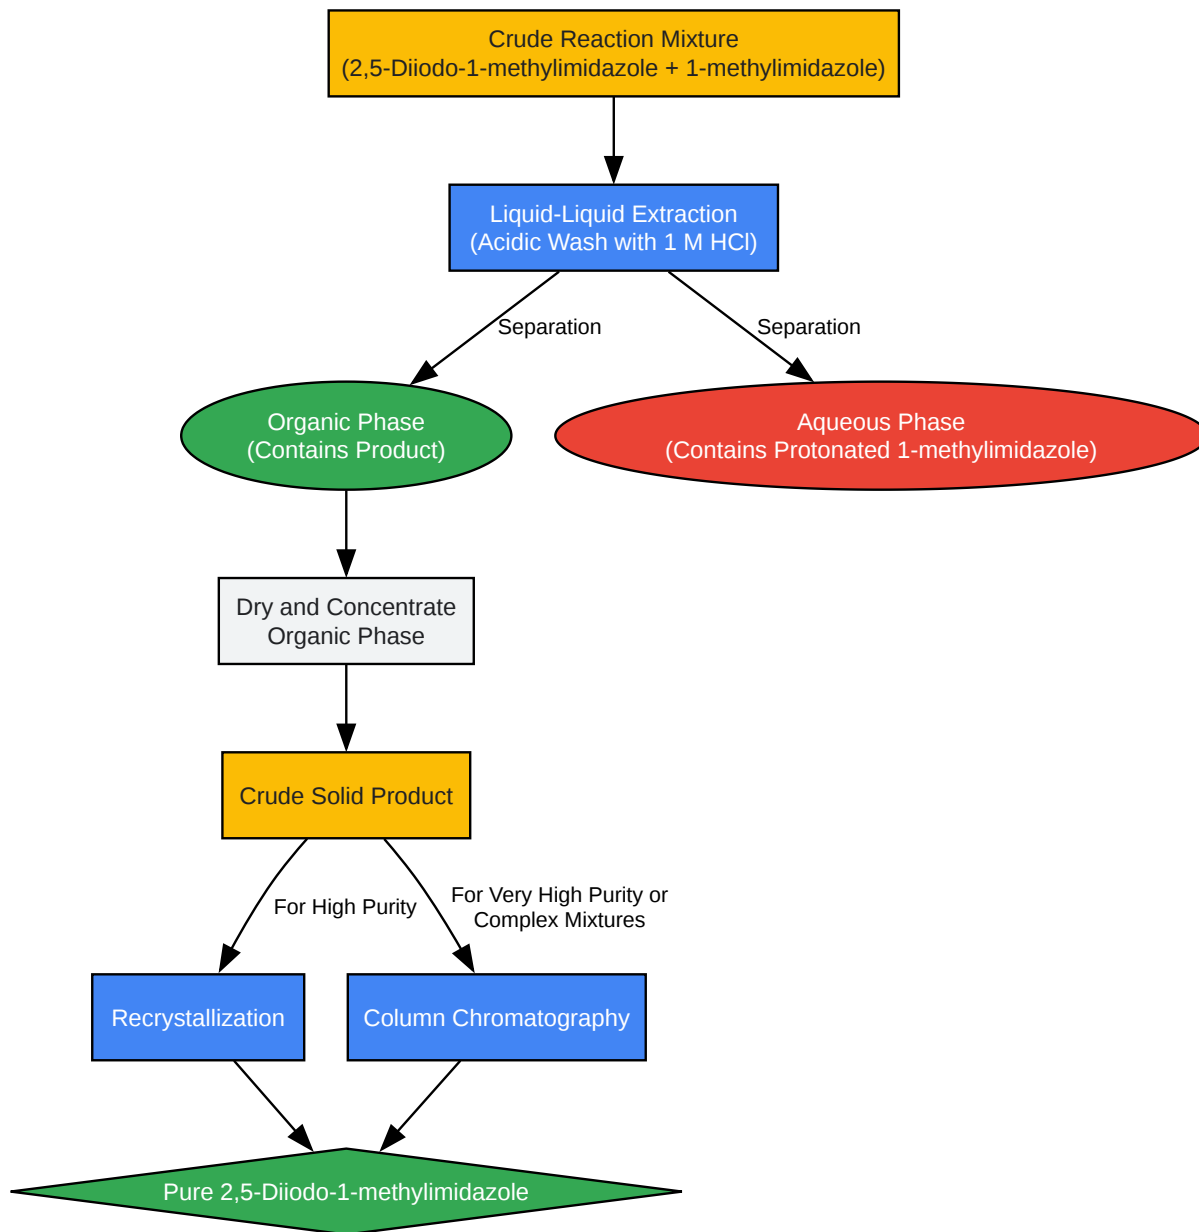 Crude Reaction Mixture
(2,5-Diiodo-1-methylimidazole + 1-methylimidazole)
Liquid-Liquid Extraction
(Acidic Wash with 1 M HCl)
Separation
Separation
Organic Phase
(Contains Product)
Aqueous Phase
(Contains Protonated 1-methylimidazole)
Dry and Concentrate
Organic Phase
Crude Solid Product
For High Purity
For Very High Purity or
Complex Mixtures
Recrystallization
Column Chromatography
Pure 2,5-Diiodo-1-methylimidazole